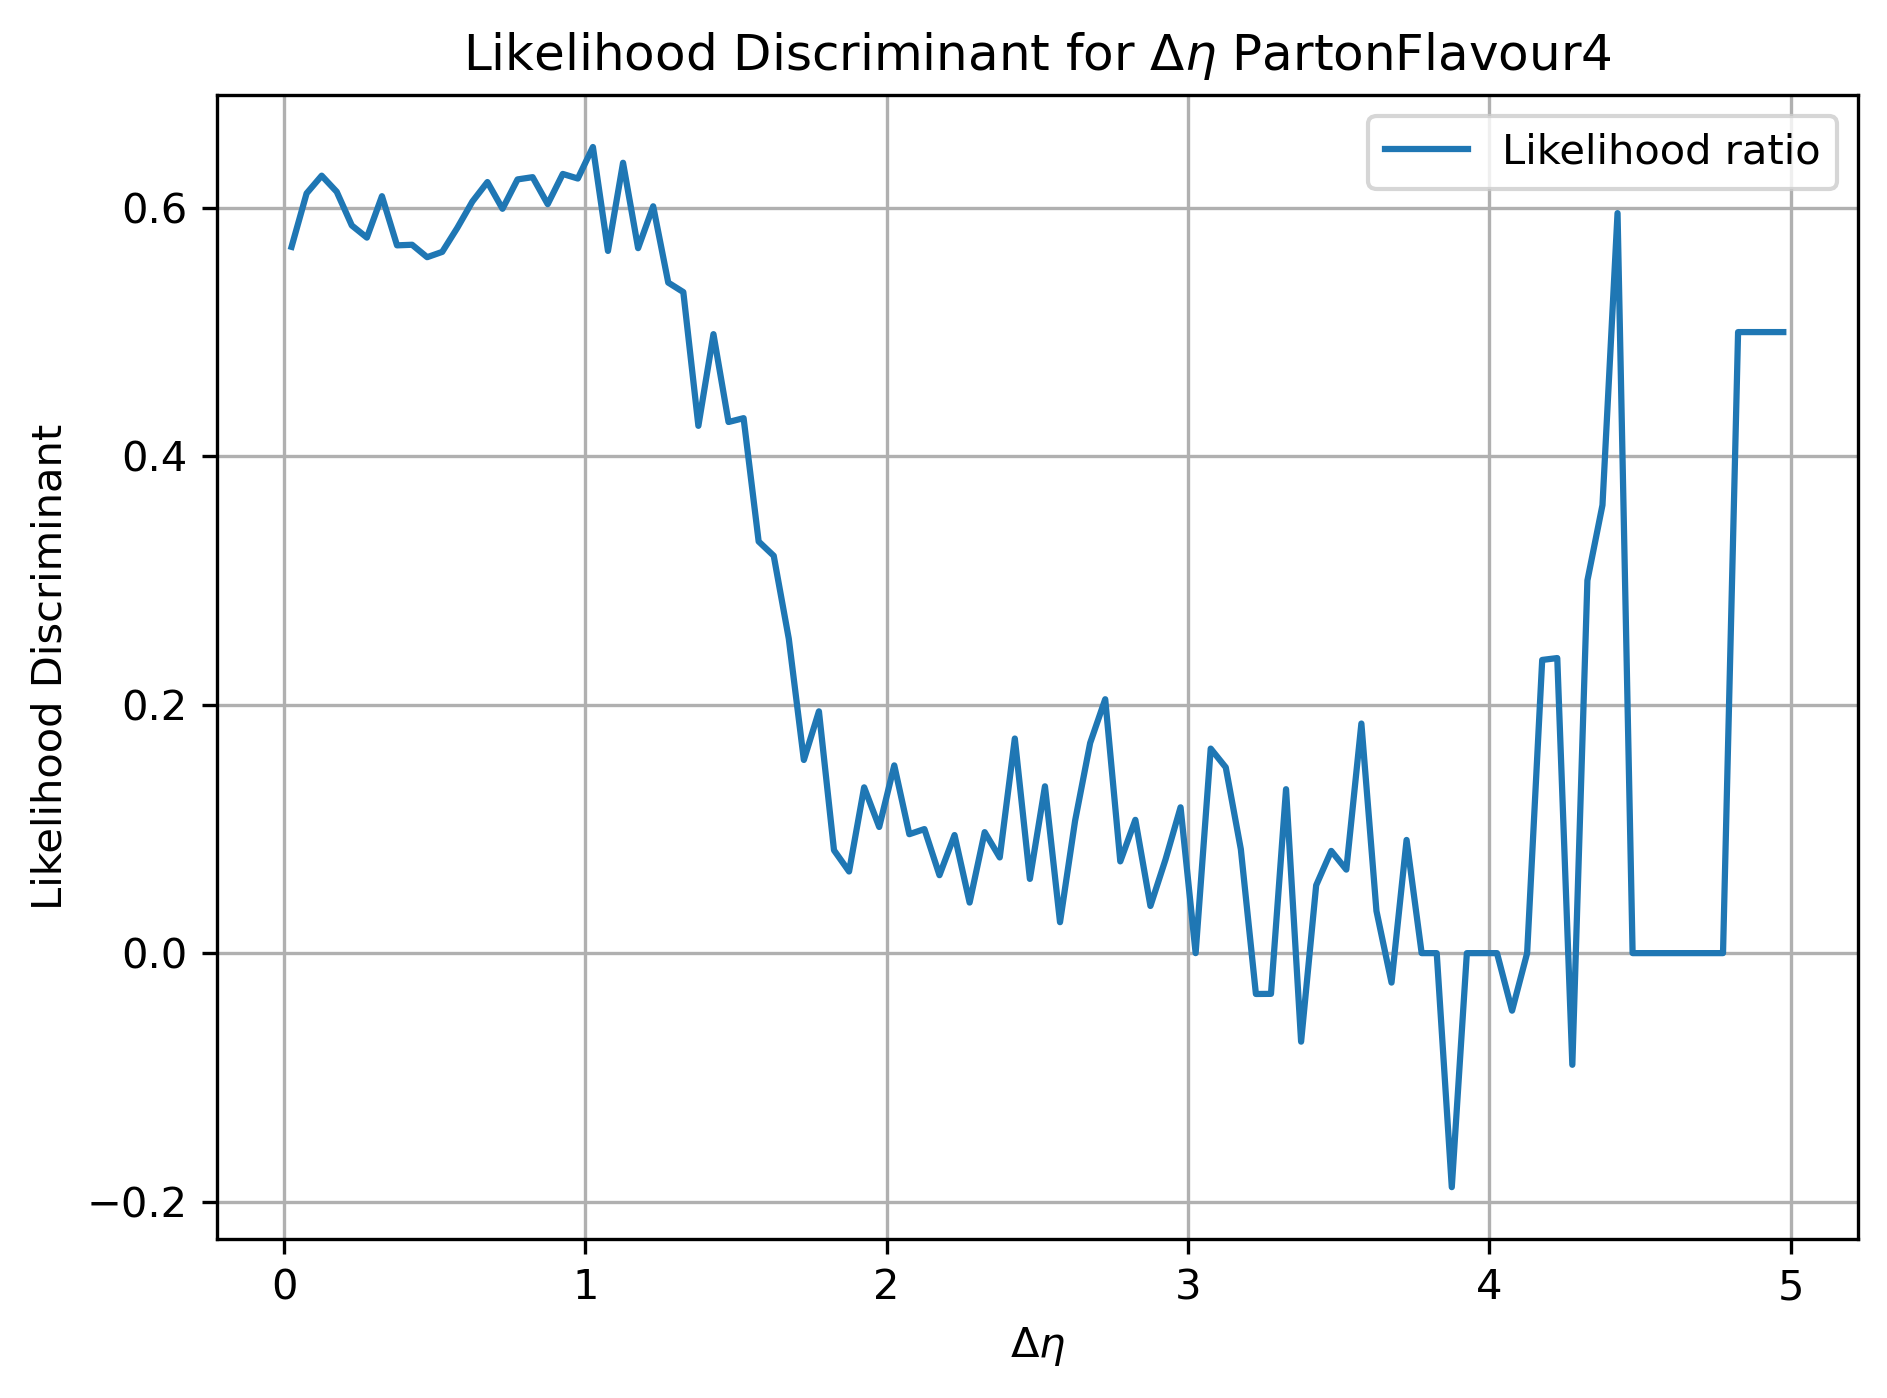 Likelihood Discriminant for Δη PartonFlavour4
Likelihood ratio
Likelihood Discriminant
0.6
0.4
0.2
0.0
−0.2
0 1 2 3 4 5
Δη